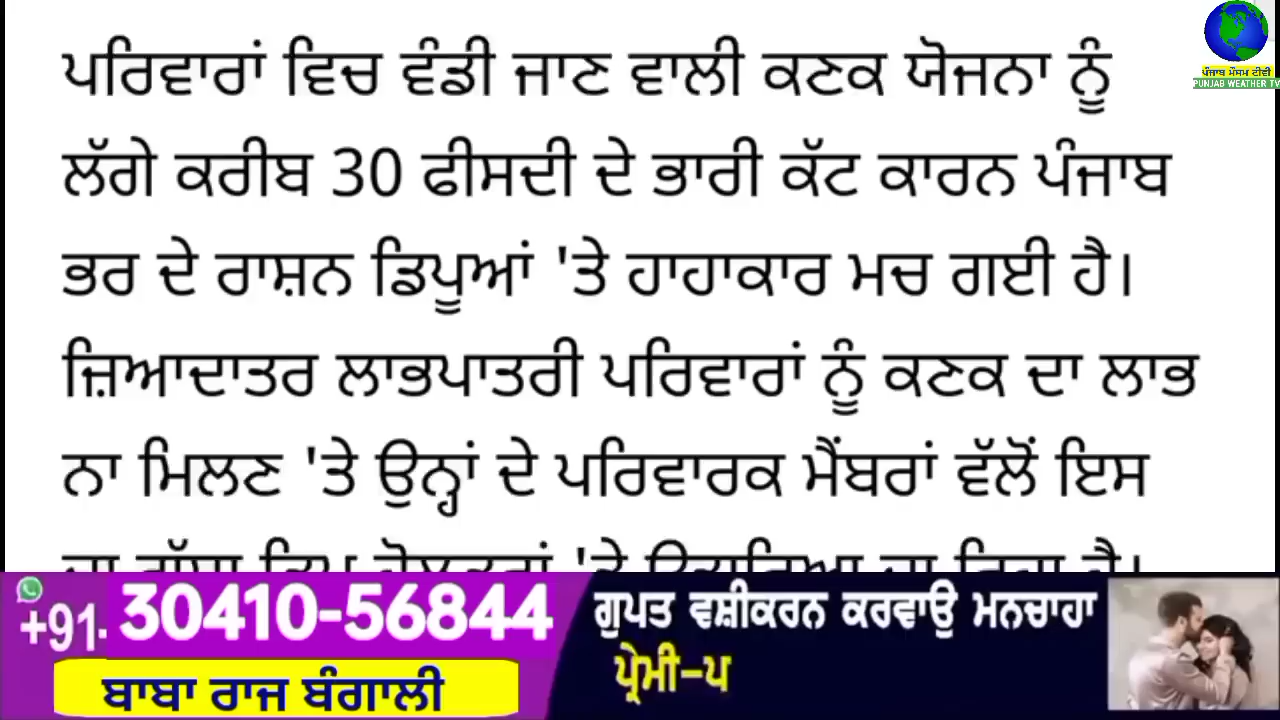 ਪੰਜਾਬ ਮੌਸਮ ਟੀਵੀ
PUNJAB WEATHER TV
ਪਰਿਵਾਰਾਂ ਵਿਚ ਵੰਡੀ ਜਾਣ ਵਾਲੀ ਕਣਕ ਯੋਜਨਾ ਨੂੰ
ਲੱਗੇ ਕਰੀਬ 30 ਫੀਸਦੀ ਦੇ ਭਾਰੀ ਕੱਟ ਕਾਰਨ ਪੰਜਾਬ
ਭਰ ਦੇ ਰਾਸ਼ਨ ਡਿਪੂਆਂ 'ਤੇ ਹਾਹਾਕਾਰ ਮਚ ਗਈ ਹੈ।
ਜ਼ਿਆਦਾਤਰ ਲਾਭਪਾਤਰੀ ਪਰਿਵਾਰਾਂ ਨੂੰ ਕਣਕ ਦਾ ਲਾਭ
ਨਾ ਮਿਲਣ 'ਤੇ ਉਨ੍ਹਾਂ ਦੇ ਪਰਿਵਾਰਕ ਮੈਂਬਰਾਂ ਵੱਲੋਂ ਇਸ
+91- 30410-56844
ਬਾਬਾ ਰਾਜ ਬੰਗਾਲੀ
ਗੁਪਤ ਵਸ਼ੀਕਰਨ ਕਰਵਾਉ ਮਨਚਾਹਾ
ਪ੍ਰੇਮੀ-ਪ